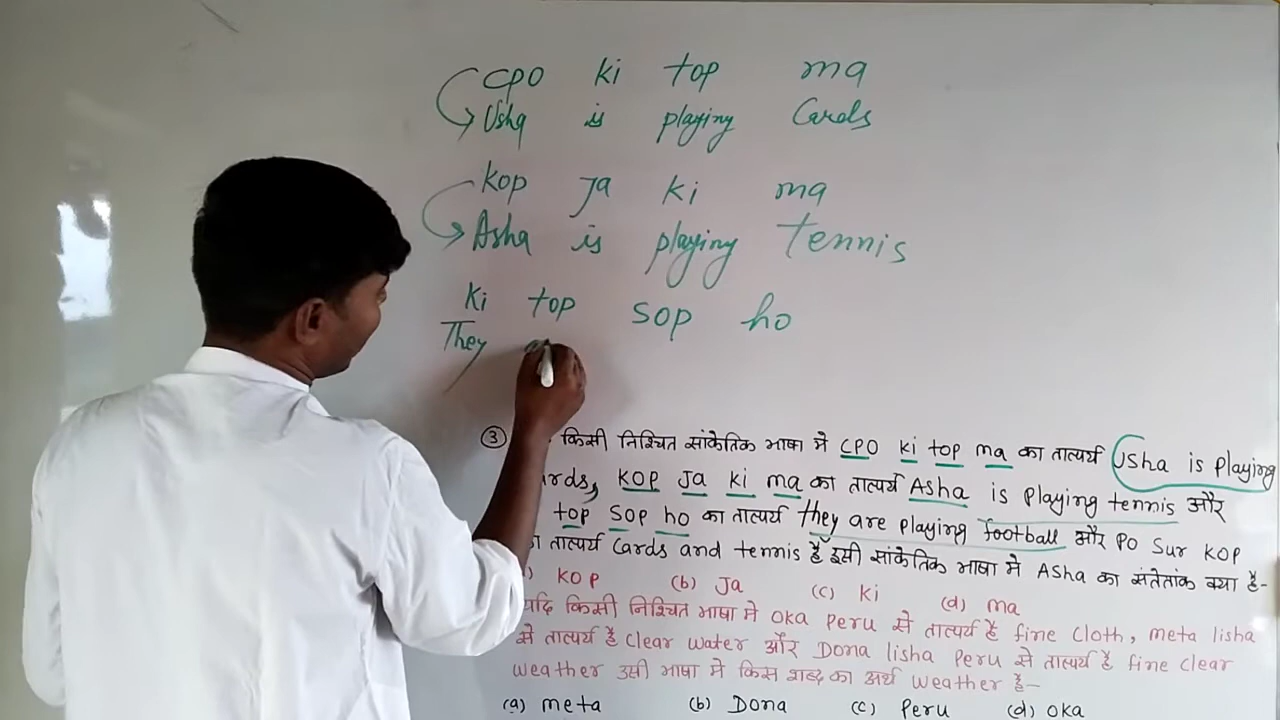 CPO ki top ma
Usha is playing Cards
kop Ja ki ma
Asha is playing Tennis
ki top sop ho
They
③ किसी निश्चित सांकेतिक भाषा मे CPO ki top ma का तात्पर्य Usha is Playing
KOP Ja ki ma का तात्पर्य Asha is Playing tennis और
top Sop ho का तात्पर्य they are playing football और PO Sur KOP
तात्पर्य Cards and tennis है इसी सांकेतिक भाषा मे Asha का संतेतांक क्या है-
KOP (b) Ja (c) Ki (d) ma
यदि किसी निश्चित भाषा मे oka Peru से तात्पर्य है fine Cloth, meta lisha
से तात्पर्य है Clear water और Dona lisha Peru से तात्पर्य है fine clear
weather उसी भाषा मे किस शब्द का अर्थ weather है-
(a) meta (b) Dona (c) Peru (d) oka